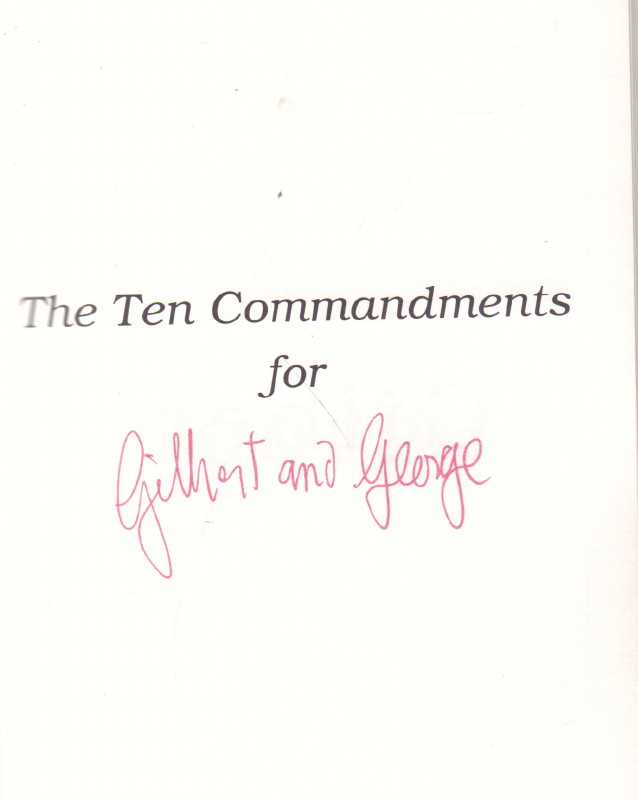 The Ten Commandments
for
Gilbert and George